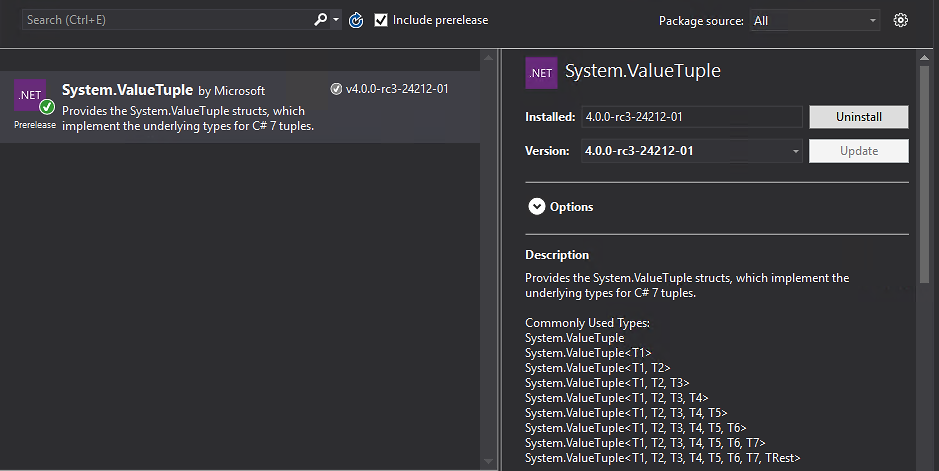 Search (Ctrl+E)
Include prerelease
Package source: All
.NET
Prerelease
System.ValueTuple by Microsoft
v4.0.0-rc3-24212-01
Provides the System.ValueTuple structs, which
implement the underlying types for C# 7 tuples.
.NET
System.ValueTuple
Installed: 4.0.0-rc3-24212-01
Uninstall
Version: 4.0.0-rc3-24212-01
Update
Options
Description
Provides the System.ValueTuple structs, which implement the
underlying types for C# 7 tuples.
Commonly Used Types:
System.ValueTuple
System.ValueTuple<T1>
System.ValueTuple<T1, T2>
System.ValueTuple<T1, T2, T3>
System.ValueTuple<T1, T2, T3, T4>
System.ValueTuple<T1, T2, T3, T4, T5>
System.ValueTuple<T1, T2, T3, T4, T5, T6>
System.ValueTuple<T1, T2, T3, T4, T5, T6, T7>
System.ValueTuple<T1, T2, T3, T4, T5, T6, T7, TRest>